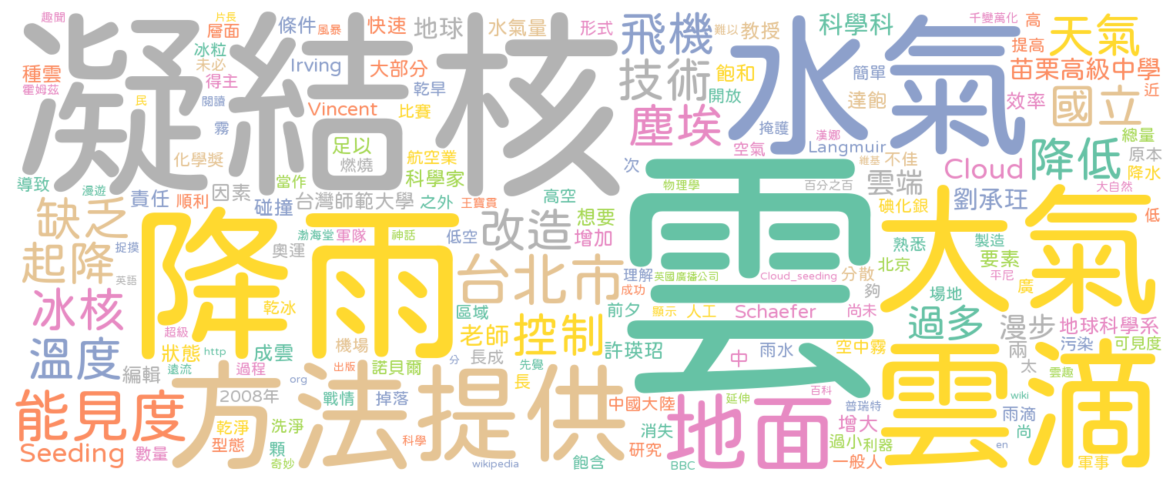 凝結核
水氣
雲
降雨
大氣
雲滴
方法
提供
地面
能見度
溫度
冰核
起降
缺乏
台北市
改造
控制
技術
飛機
塵埃
降低
國立
天氣
過多
苗栗高級中學
科學科
Cloud
Seeding
雲端
劉承玨
漫步
地球科學系
趣聞
片長
層面
條件
風暴
快速
地球
水氣量
形式
難以
教授
千變萬化
高
提高
冰粒
種雲
未必
得主
Irving
大部分
飽和
簡單
近
霍姆茲
民
閱讀
乾旱
Vincent
比賽
開放
達飽
效率
霧
足以
燃燒
航空業
空氣
掩護
漢娜
Langmuir
維基
不佳
總量
原本
降水
化學獎
科學家
次
物理學
百分之百
大自然
導致
漫遊
當作
責任
順利
因素
碰撞
台灣師範大學
之外
王寶貫
高空
想要
增加
碘化銀
低
捉摸
英語
奧運
渤海堂
軍隊
神話
低空
理解
英國廣播公司
Cloud_seeding
分散
熟悉
北京
製造
要素
平尼
廣
乾冰
超級
狀態
http
成雲
機場
區域
老師
先覺
前夕
許瑛玿
成功
顯示
人工
Schaefer
中
雨水
夠
尚未
空中霧
場地
兩
太
污染
可見度
雲趣
編輯
遠流
過程
org
出版
諾貝爾
分
長成
長
2008年
戰情
掉落
中國大陸
延伸
百科
普瑞特
增大
雨滴
wiki
尚
數量
乾淨
型態
奇妙
洗淨
顆
科學
wikipedia
飽含
消失
研究
BBC
過小
利器
一般人
en
軍事